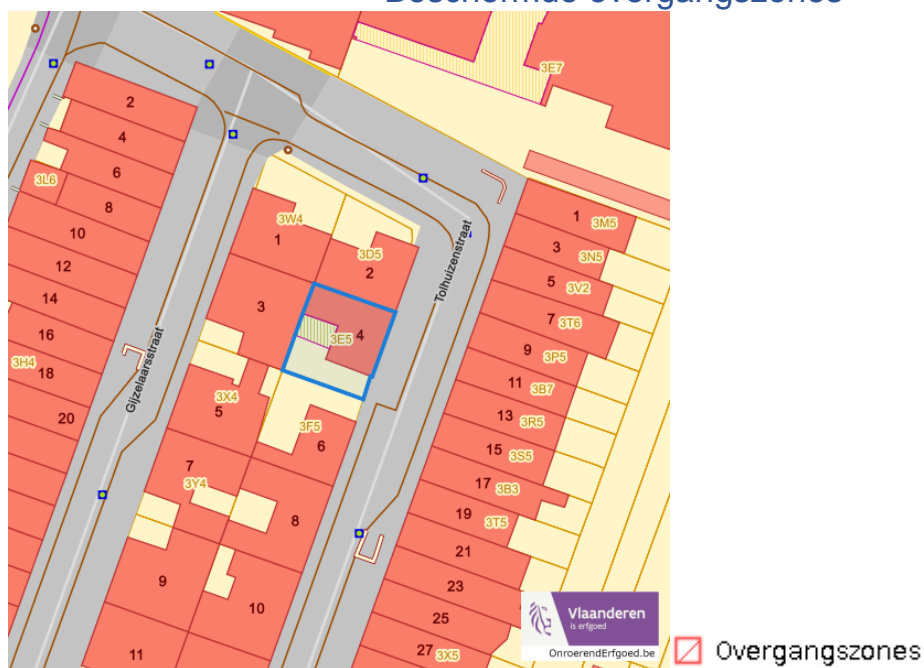 Beschermde overgangszones
3E7
2
4
6
3L6
8
10
12
14
16
3H4
18
20
Gijzelaarsstraat
3W4
1
3D5
2
3
3E5
4
3X4
5
3F5
6
7
3Y4
8
9
10
11
Tolhuizenstraat
1 3M5
3 3N5
5 3V2
7 3T6
9 3P5
11 3B7
13 3R5
15 3S5
17 3B3
19 3T5
21
23
25
27 3X5
Vlaanderen
is erfgoed
OnroerendErfgoed.be
Overgangszones